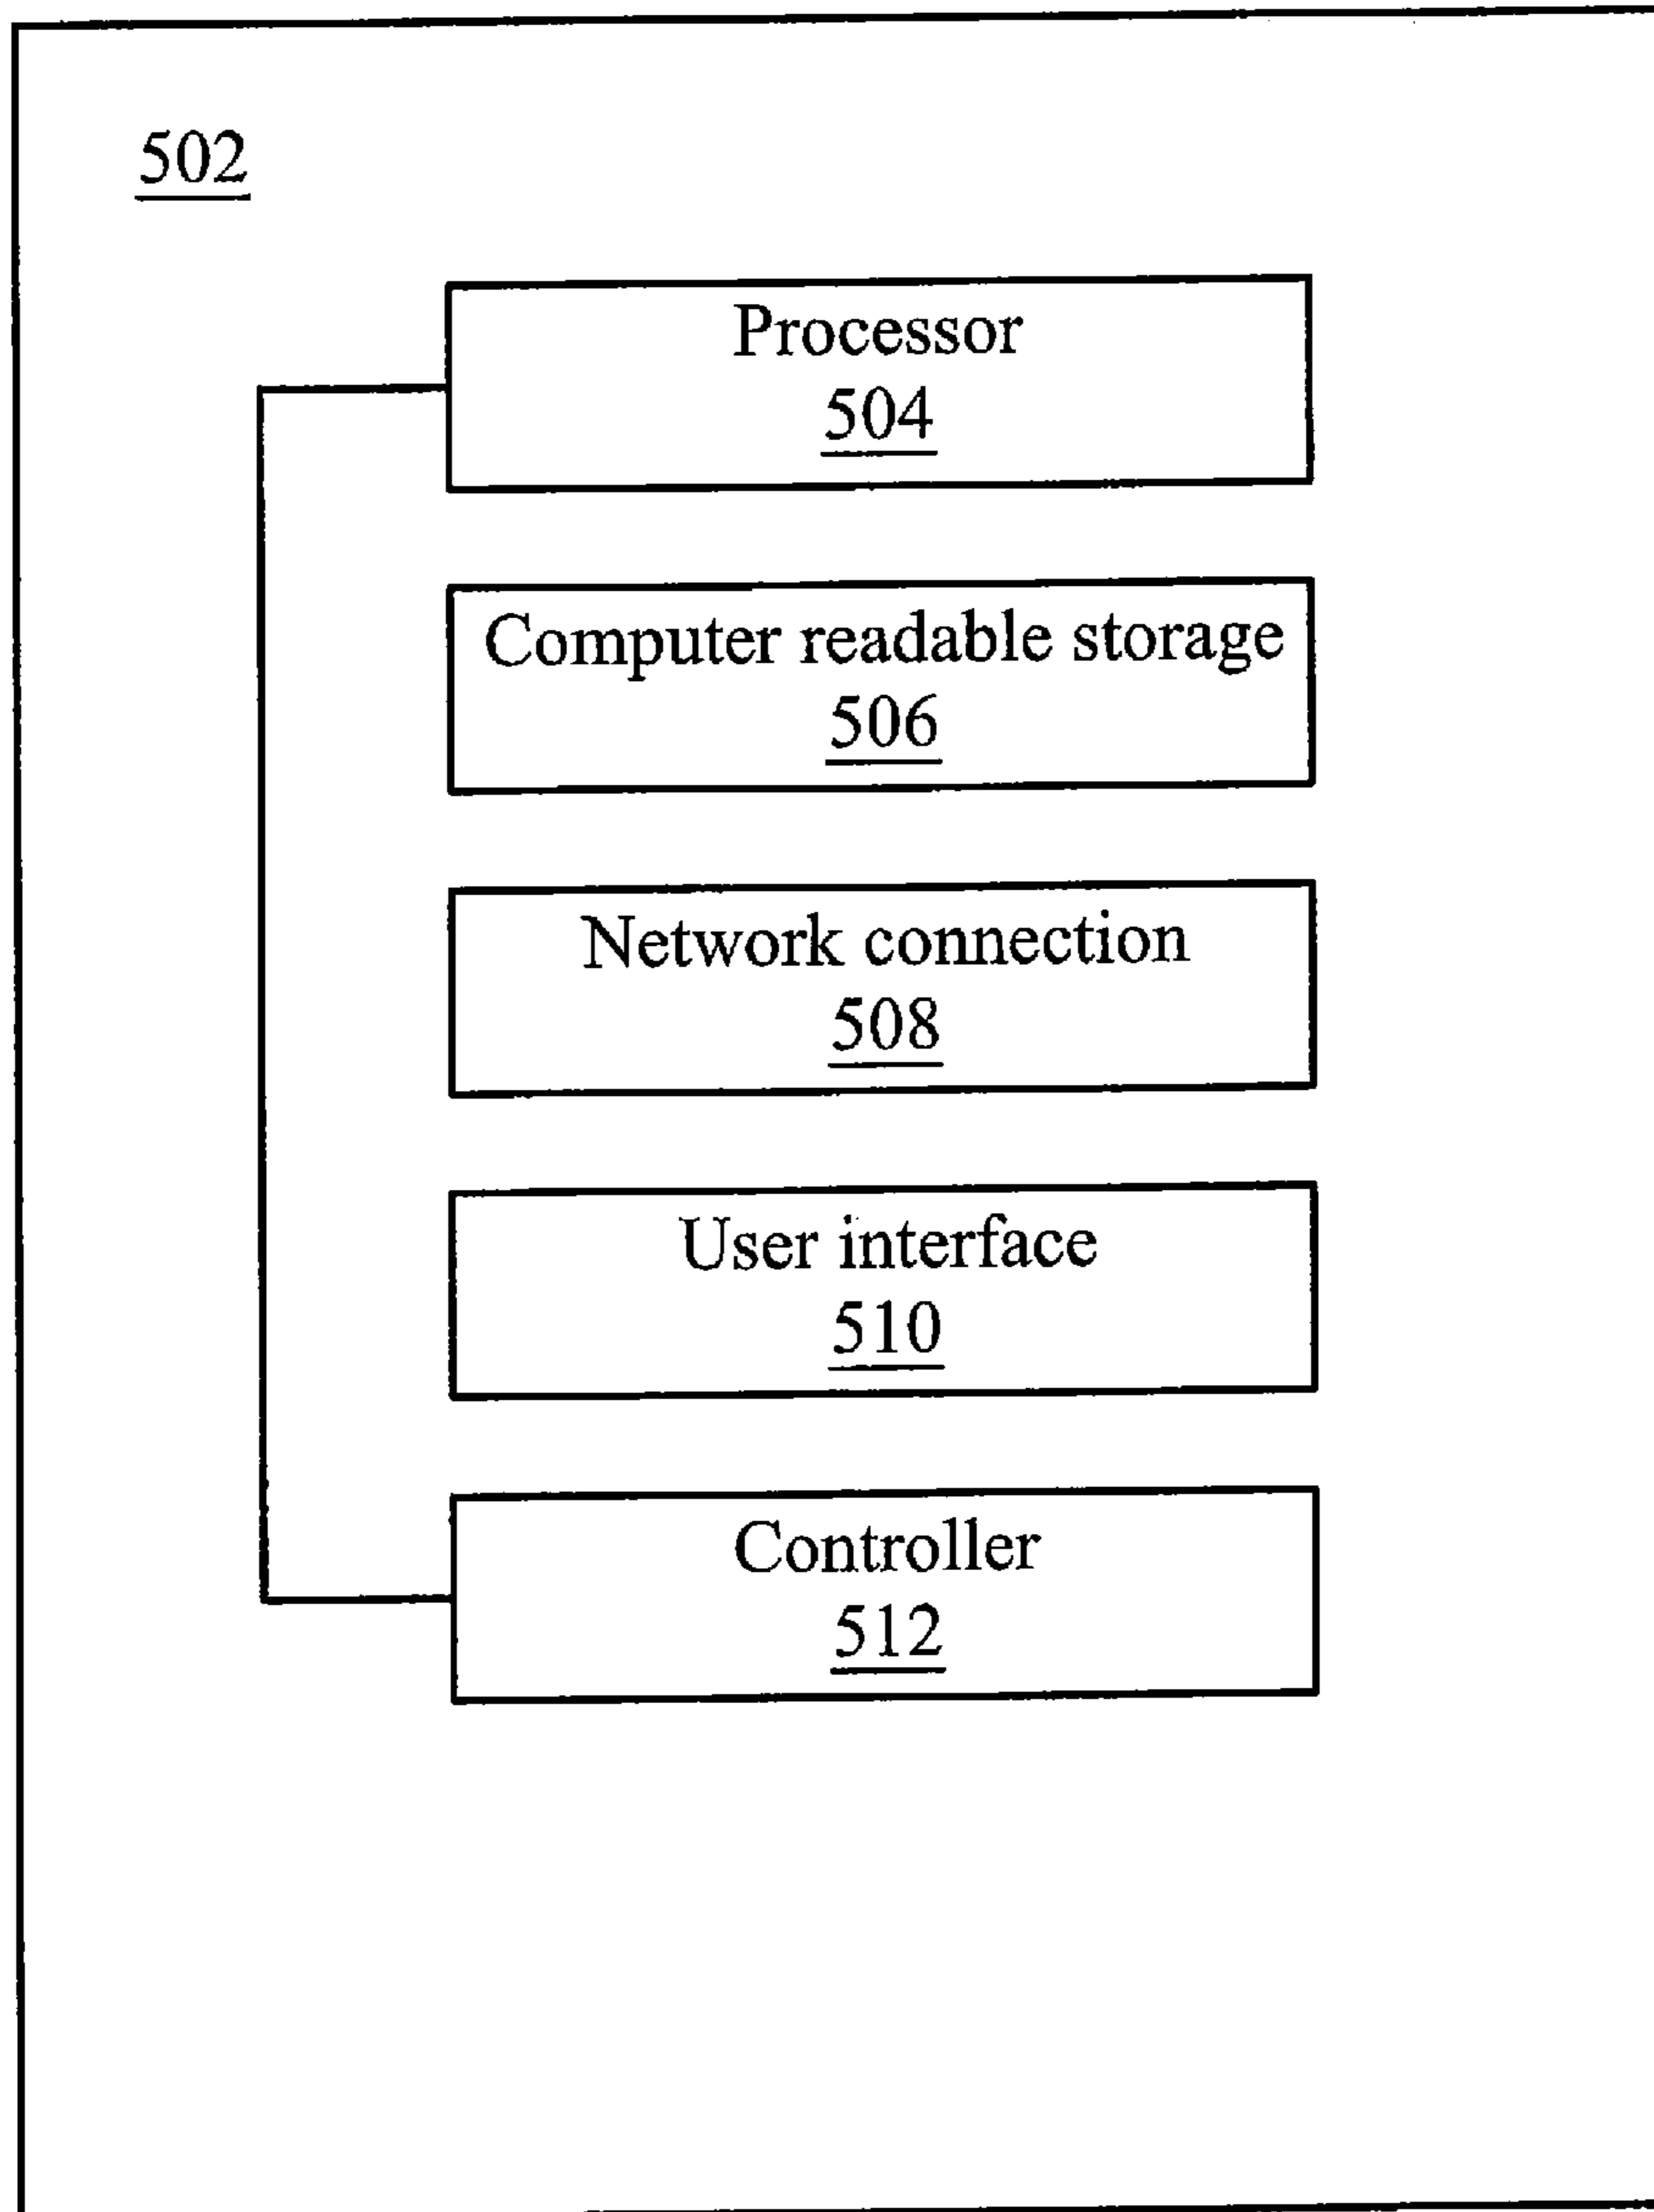 502
Processor
504
Computer readable storage
506
Network connection
508
User interface
510
Controller
512